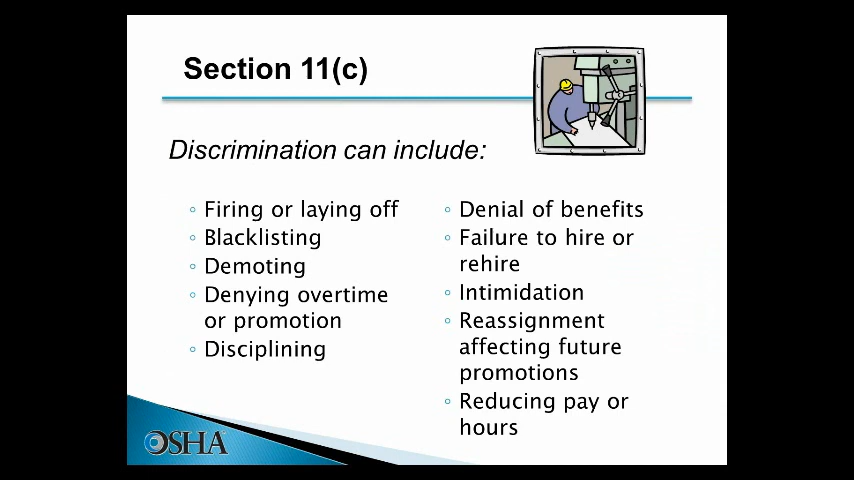 Section 11(c)
Discrimination can include:
◦ Firing or laying off
◦ Blacklisting
◦ Demoting
◦ Denying overtime
or promotion
◦ Disciplining
◦ Denial of benefits
◦ Failure to hire or
rehire
◦ Intimidation
◦ Reassignment
affecting future
promotions
◦ Reducing pay or
hours
OSHA